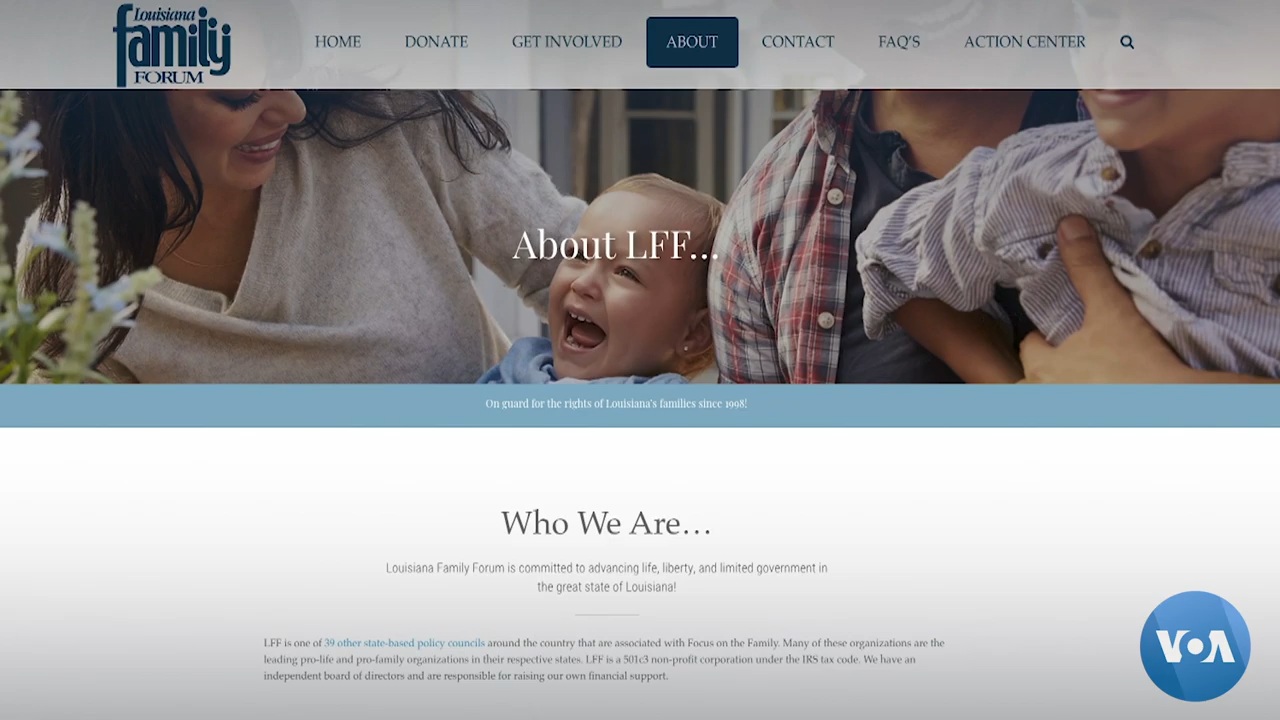 Louisiana
family
FORUM
HOME DONATE GET INVOLVED ABOUT CONTACT FAQ'S ACTION CENTER
About LFF...
On guard for the rights of Louisiana's families since 1998!
Who We Are...
Louisiana Family Forum is committed to advancing life, liberty, and limited government in
the great state of Louisiana!
LFF is one of 39 other state-based policy councils around the country that are associated with Focus on the Family. Many of these organizations are the
leading pro-life and pro-family organizations in their respective states. LFF is a 501c3 non-profit corporation under the IRS tax code. We have an
independent board of directors and are responsible for raising our own financial support.
VOA